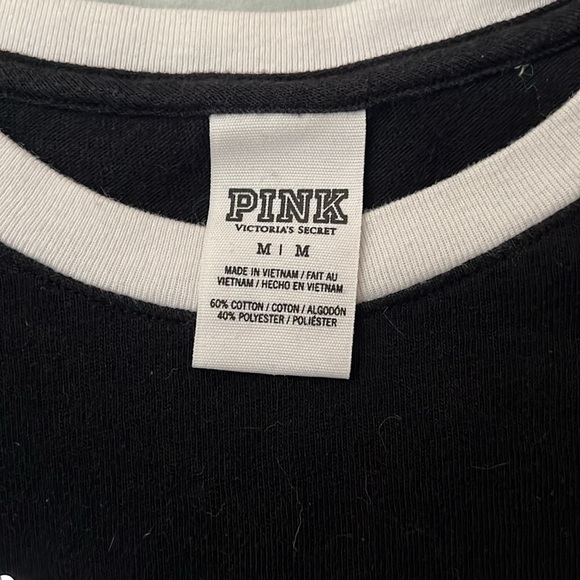 PINK
VICTORIA'S SECRET
M | M
MADE IN VIETNAM / FAIT AU
VIETNAM / HECHO EN VIETNAM
60% COTTON / COTON / ALGODÓN
40% POLYESTER / POLIÉSTER